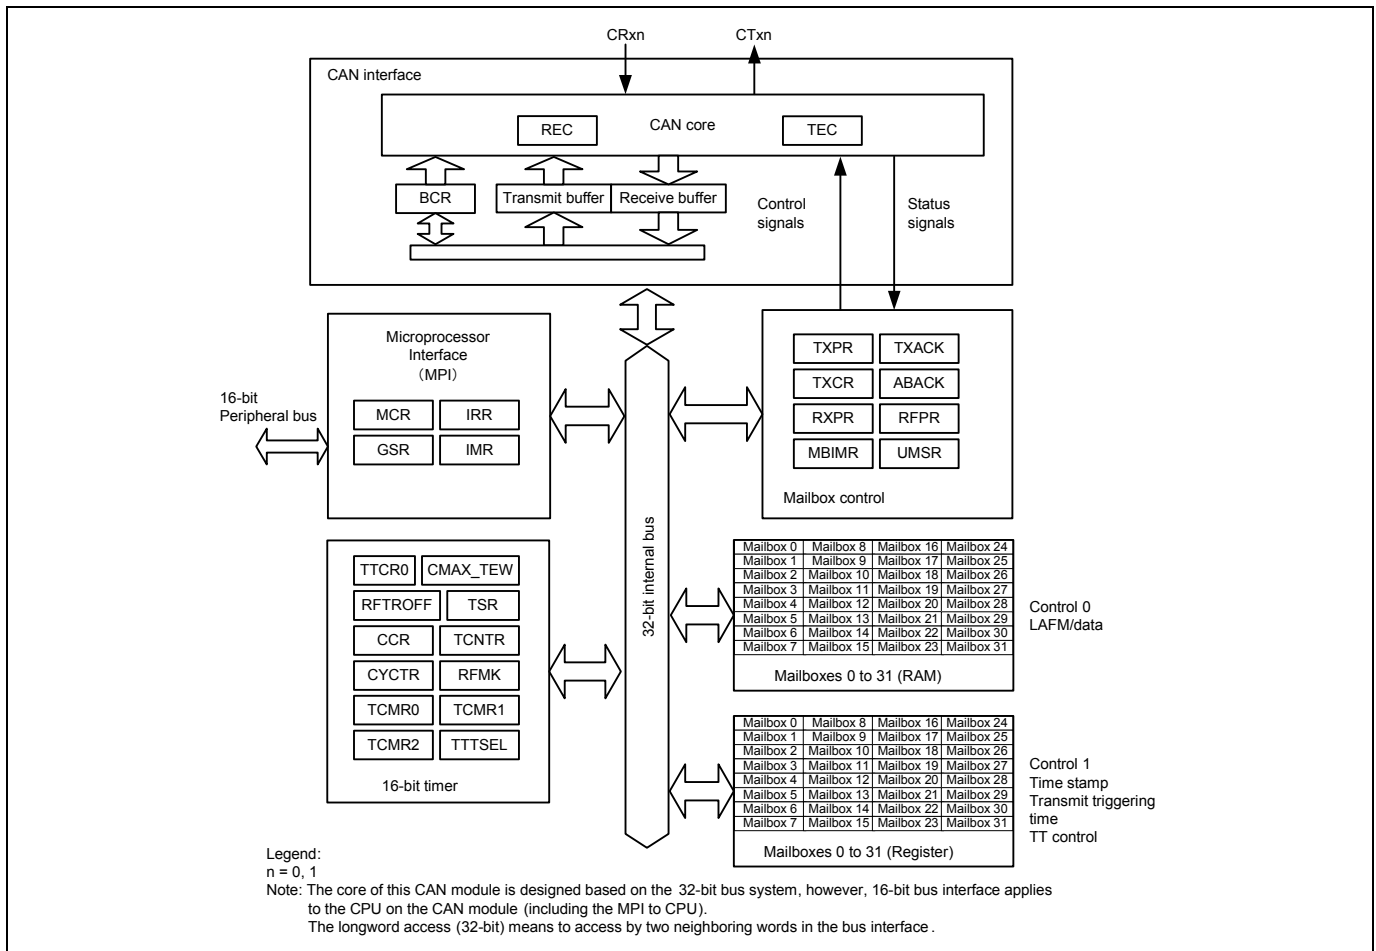 CRxn CTxn
CAN interface
REC CAN core TEC
BCR Transmit buffer Receive buffer
Control
signals
Status
signals
Microprocessor
Interface
（MPI）
MCR IRR
GSR IMR
16-bit
Peripheral bus
TXPR TXACK
TXCR ABACK
RXPR RFPR
MBIMR UMSR
Mailbox control
32-bit internal bus
TTCR0 CMAX_TEW
RFTROFF TSR
CCR TCNTR
CYCTR RFMK
TCMR0 TCMR1
TCMR2 TTTSEL
16-bit timer
Mailbox 0 Mailbox 8 Mailbox 16 Mailbox 24
Mailbox 1 Mailbox 9 Mailbox 17 Mailbox 25
Mailbox 2 Mailbox 10 Mailbox 18 Mailbox 26
Mailbox 3 Mailbox 11 Mailbox 19 Mailbox 27
Mailbox 4 Mailbox 12 Mailbox 20 Mailbox 28
Mailbox 5 Mailbox 13 Mailbox 21 Mailbox 29
Mailbox 6 Mailbox 14 Mailbox 22 Mailbox 30
Mailbox 7 Mailbox 15 Mailbox 23 Mailbox 31
Mailboxes 0 to 31 (RAM)
Control 0
LAFM/data
Mailbox 0 Mailbox 8 Mailbox 16 Mailbox 24
Mailbox 1 Mailbox 9 Mailbox 17 Mailbox 25
Mailbox 2 Mailbox 10 Mailbox 18 Mailbox 26
Mailbox 3 Mailbox 11 Mailbox 19 Mailbox 27
Mailbox 4 Mailbox 12 Mailbox 20 Mailbox 28
Mailbox 5 Mailbox 13 Mailbox 21 Mailbox 29
Mailbox 6 Mailbox 14 Mailbox 22 Mailbox 30
Mailbox 7 Mailbox 15 Mailbox 23 Mailbox 31
Mailboxes 0 to 31 (Register)
Control 1
Time stamp
Transmit triggering
time
TT control
Legend:
n = 0, 1
Note: The core of this CAN module is designed based on the 32-bit bus system, however, 16-bit bus interface applies
to the CPU on the CAN module (including the MPI to CPU).
The longword access (32-bit) means to access by two neighboring words in the bus interface.